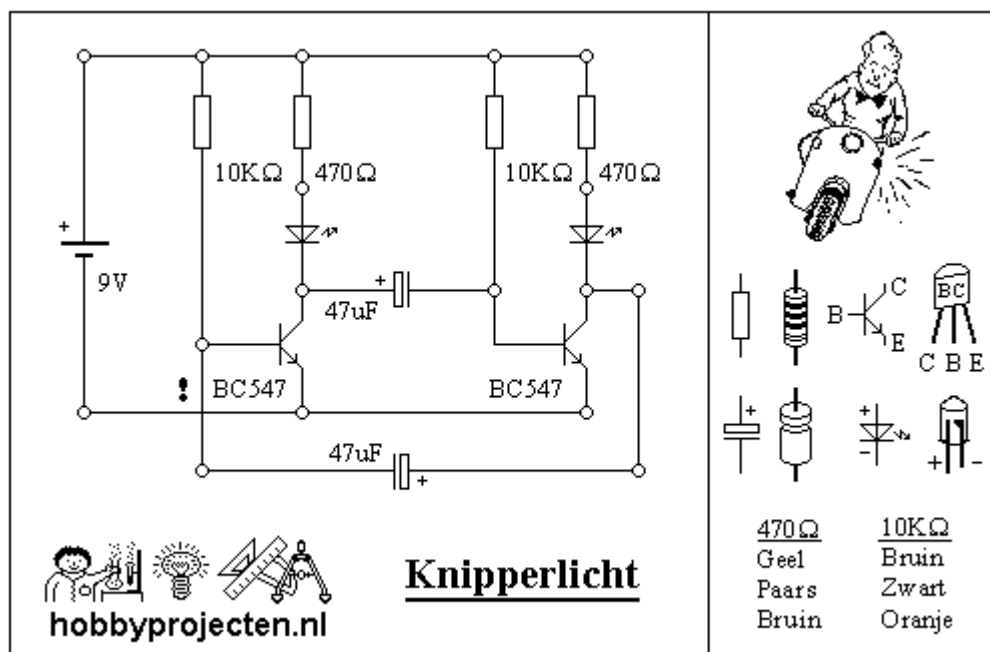 10KΩ 470Ω 10KΩ 470Ω
+
9V
+
47uF
! BC547 BC547
47uF
+
Knipperlicht
hobbyprojecten.nl
B C E
BC
C B E
+
+ -
+ -
470Ω 10KΩ
Geel Bruin
Paars Zwart
Bruin Oranje